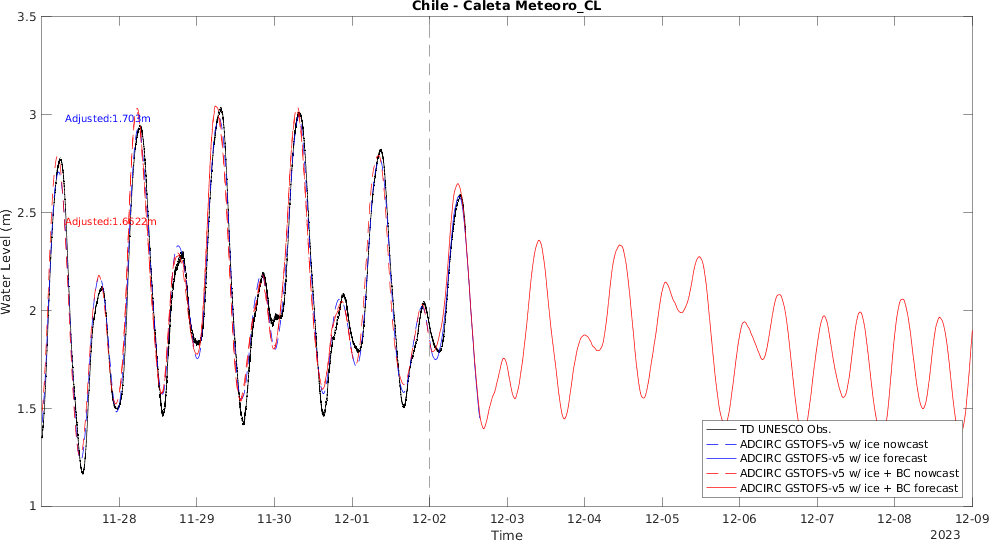 Chile - Caleta Meteoro_CL
Water Level (m)
3.5
3
2.5
2
1.5
1
Adjusted:1.703m
Adjusted:1.6622m
TD UNESCO Obs.
ADCIRC GSTOFS-v5 w/ ice nowcast
ADCIRC GSTOFS-v5 w/ ice forecast
ADCIRC GSTOFS-v5 w/ ice + BC nowcast
ADCIRC GSTOFS-v5 w/ ice + BC forecast
11-28 11-29 11-30 12-01 12-02 12-03 12-04 12-05 12-06 12-07 12-08 12-09
Time
2023